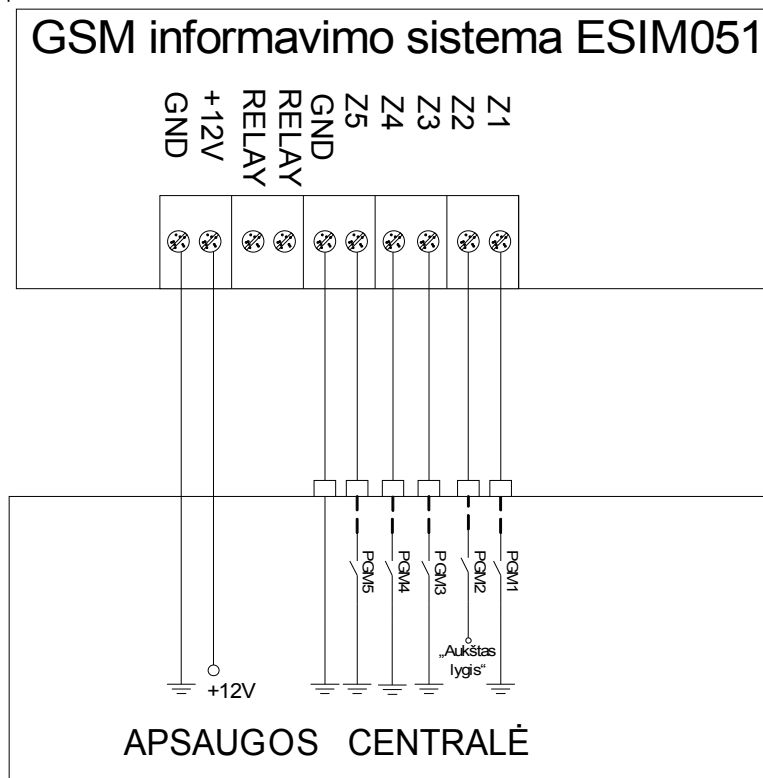 GSM informavimo sistema ESIM051
GND
+12V
RELAY
RELAY
GND
Z5
Z4
Z3
Z2
Z1
PGM5
PGM4
PGM3
PGM2
PGM1
„Aukštas
lygis“
+12V
APSAUGOS CENTRALĖ